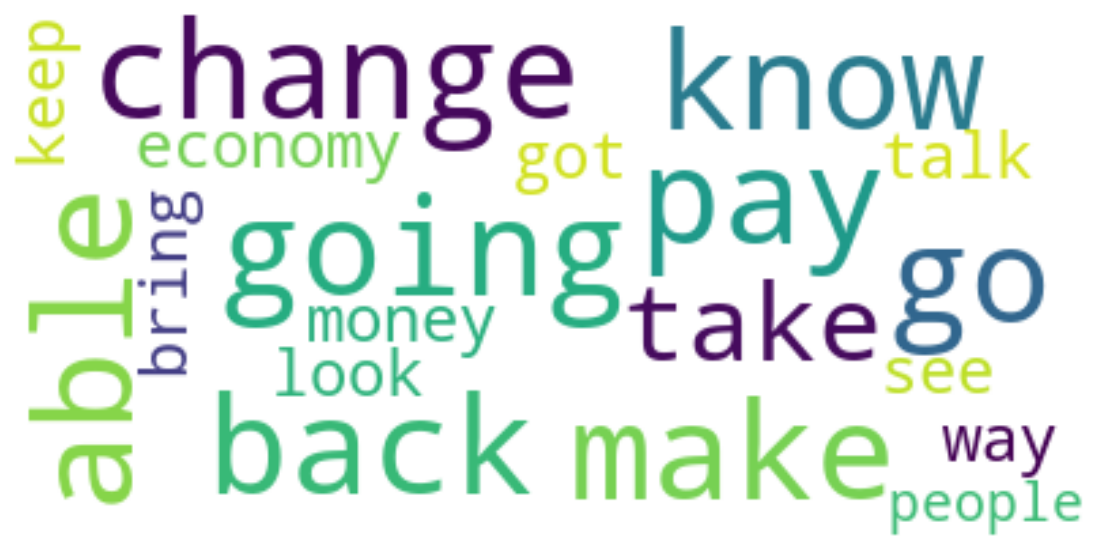 keep
change
know
economy
got
talk
able
bring
going
pay
go
money
take
look
see
back
make
way
people